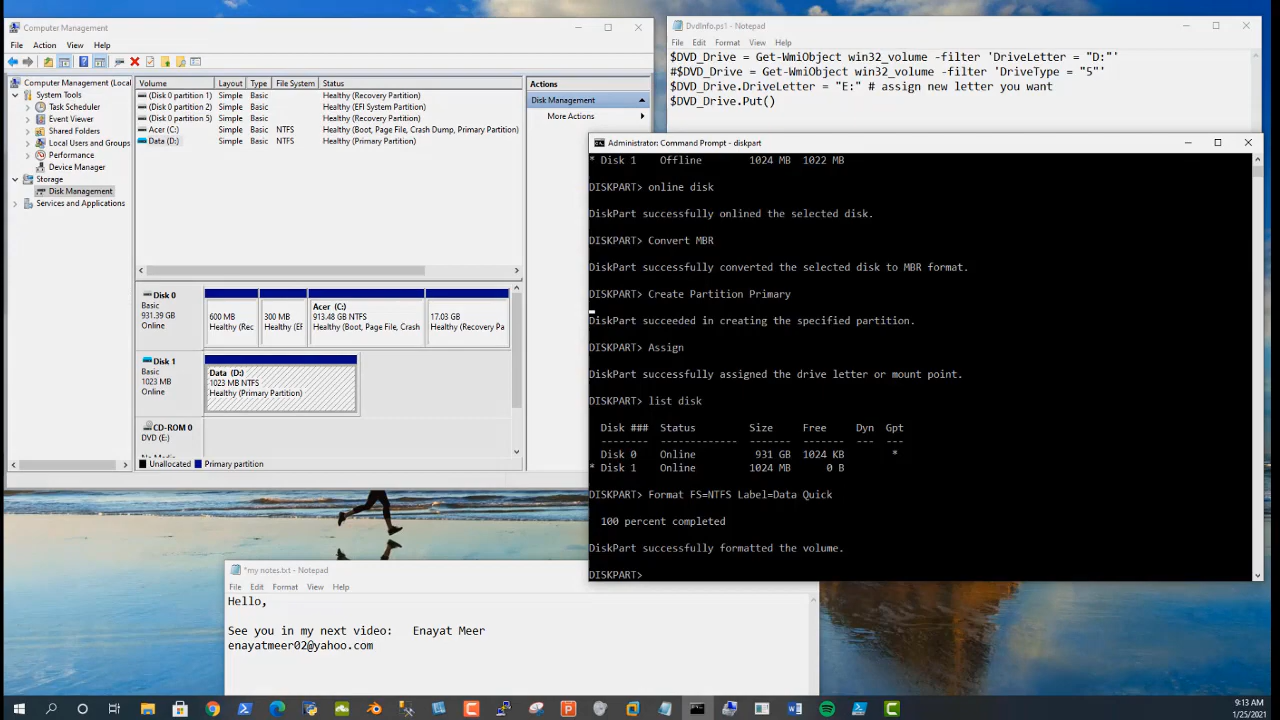 Computer Management
File Action View Help
Computer Management (Local
System Tools
Task Scheduler
Event Viewer
Shared Folders
Local Users and Groups
Performance
Device Manager
Storage
Disk Management
Services and Applications
Volume Layout Type File System Status
(Disk 0 partition 1) Simple Basic Healthy (Recovery Partition)
(Disk 0 partition 2) Simple Basic Healthy (EFI System Partition)
(Disk 0 partition 5) Simple Basic Healthy (Recovery Partition)
Acer (C:) Simple Basic NTFS Healthy (Boot, Page File, Crash Dump, Primary Partition)
Data (D:) Simple Basic NTFS Healthy (Primary Partition)
Actions
Disk Management
More Actions
Disk 0
Basic
931.39 GB
Online
600 MB
Healthy (Rec
300 MB
Healthy (EF
Acer (C:)
913.48 GB NTFS
Healthy (Boot, Page File, Crash
17.03 GB
Healthy (Recovery Pa
Disk 1
Basic
1023 MB
Online
Data (D:)
1023 MB NTFS
Healthy (Primary Partition)
CD-ROM 0
DVD (E:)
Unallocated Primary partition
DvdInfo.ps1 - Notepad
File Edit Format View Help
$DVD_Drive = Get-WmiObject win32_volume -filter 'DriveLetter = "D:"'
#$DVD_Drive = Get-WmiObject win32_volume -filter 'DriveType = "5"'
$DVD_Drive.DriveLetter = "E:" # assign new letter you want
$DVD_Drive.Put()
Administrator: Command Prompt - diskpart
* Disk 1 Offline 1024 MB 1022 MB
DISKPART> online disk
DiskPart successfully onlined the selected disk.
DISKPART> Convert MBR
DiskPart successfully converted the selected disk to MBR format.
DISKPART> Create Partition Primary
DiskPart succeeded in creating the specified partition.
DISKPART> Assign
DiskPart successfully assigned the drive letter or mount point.
DISKPART> list disk
Disk ### Status Size Free Dyn Gpt
-------- ------------- ------- ------- --- ---
Disk 0 Online 931 GB 1024 KB *
* Disk 1 Online 1024 MB 0 B
DISKPART> Format FS=NTFS Label=Data Quick
100 percent completed
DiskPart successfully formatted the volume.
DISKPART>
*my notes.txt - Notepad
File Edit Format View Help
Hello,
See you in my next video: Enayat Meer
enayatmeer02@yahoo.com
9:13 AM
1/25/2021